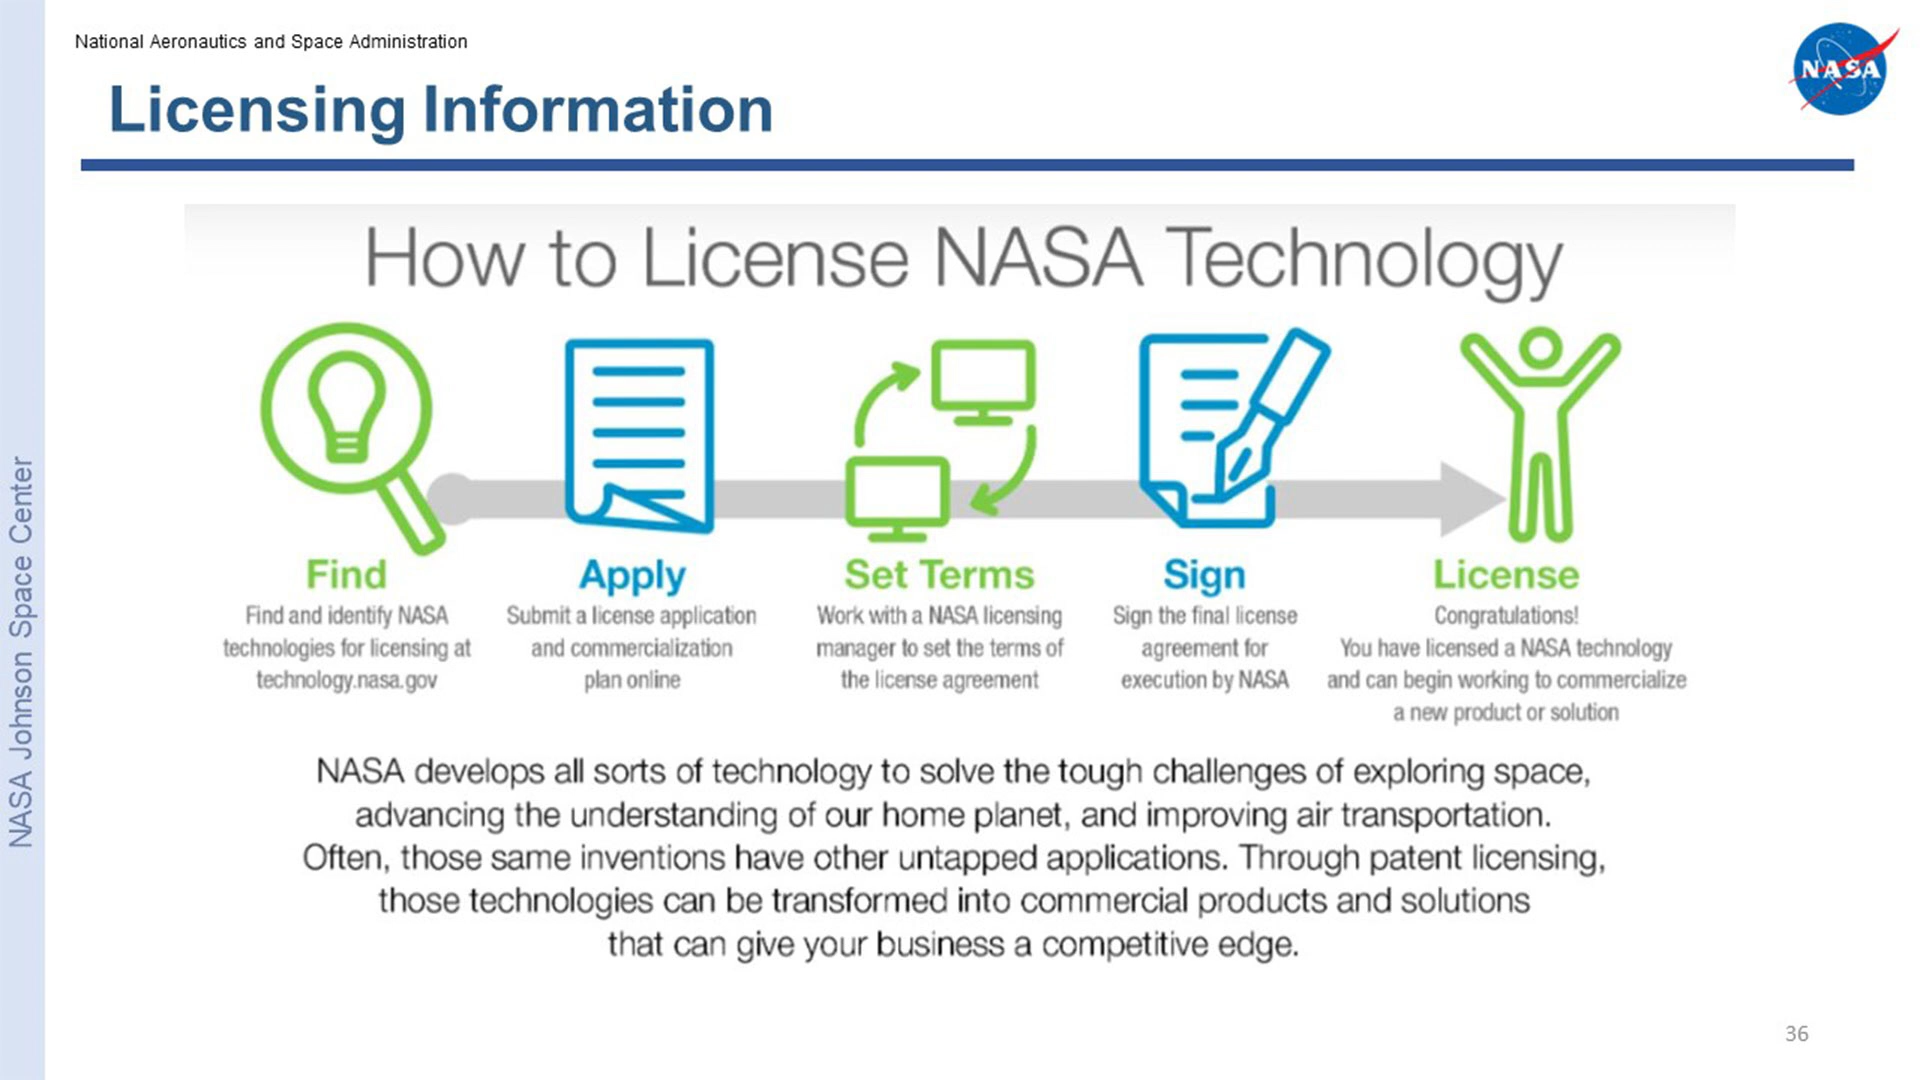 National Aeronautics and Space Administration
NASA
Licensing Information
How to License NASA Technology
Find
Find and identify NASA
technologies for licensing at
technology.nasa.gov
Apply
Submit a license application
and commercialization
plan online
Set Terms
Work with a NASA licensing
manager to set the terms of
the license agreement
Sign
Sign the final license
agreement for
execution by NASA
License
Congratulations!
You have licensed a NASA technology
and can begin working to commercialize
a new product or solution
NASA develops all sorts of technology to solve the tough challenges of exploring space,
advancing the understanding of our home planet, and improving air transportation.
Often, those same inventions have other untapped applications. Through patent licensing,
those technologies can be transformed into commercial products and solutions
that can give your business a competitive edge.
NASA Johnson Space Center
36